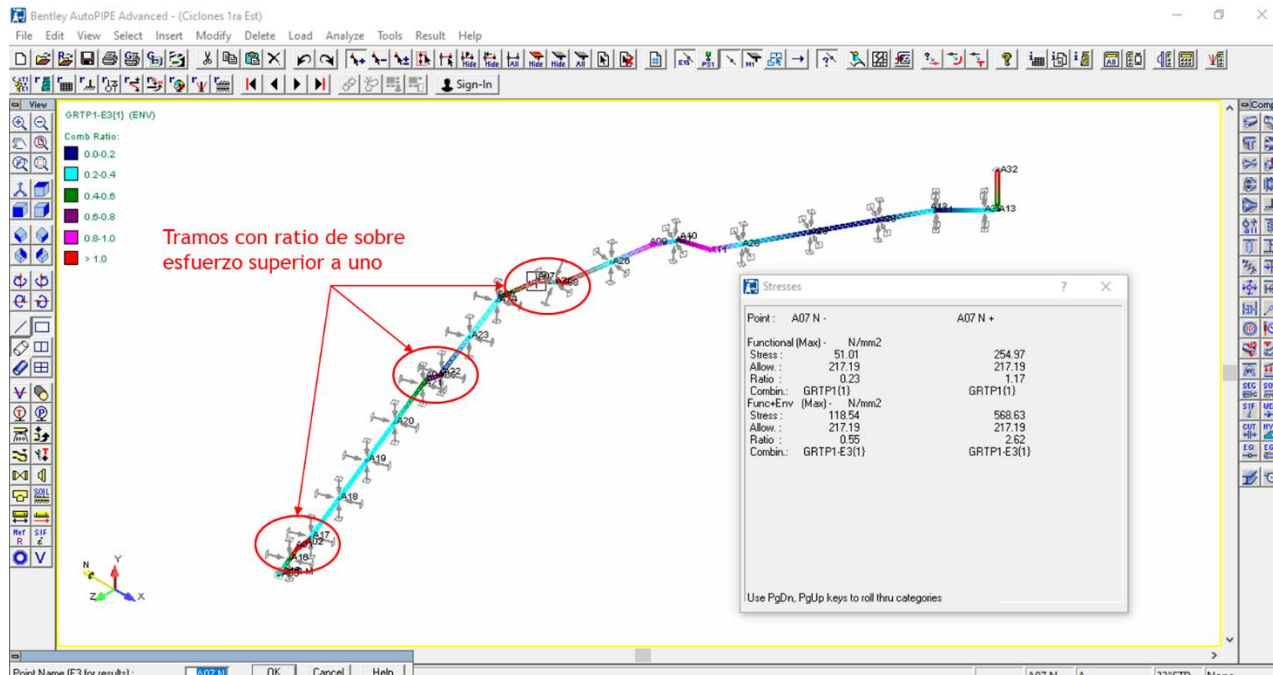 Bentley AutoPIPE Advanced - (Ciclones 1ra Est)
File Edit View Select Insert Modify Delete Load Analyze Tools Result Help
Sign-In
View
Comp
GRTP1-E3{1} (ENV)
Comb Ratio:
0.0-0.2
0.2-0.4
0.4-0.6
0.6-0.8
0.8-1.0
> 1.0
Tramos con ratio de sobre
esfuerzo superior a uno
A32
A13
A10
A11
A28
A26
A07
A23
A22
A20
A19
A18
A17
A02
A16
Stresses
Point : A07 N - A07 N +
Functional (Max) - N/mm2
Stress : 51.01 254.97
Allow. : 217.19 217.19
Ratio : 0.23 1.17
Combin.: GRTP1{1} GRTP1{1}
Func+Env (Max) - N/mm2
Stress : 118.54 568.63
Allow. : 217.19 217.19
Ratio : 0.55 2.62
Combin.: GRTP1-E3{1} GRTP1-E3{1}
Use PgDn, PgUp keys to roll thru categories
N
Y
Z
X
Point Name (E3 for results) : A07 N OK Cancel Help
A07 N A 32"STD None